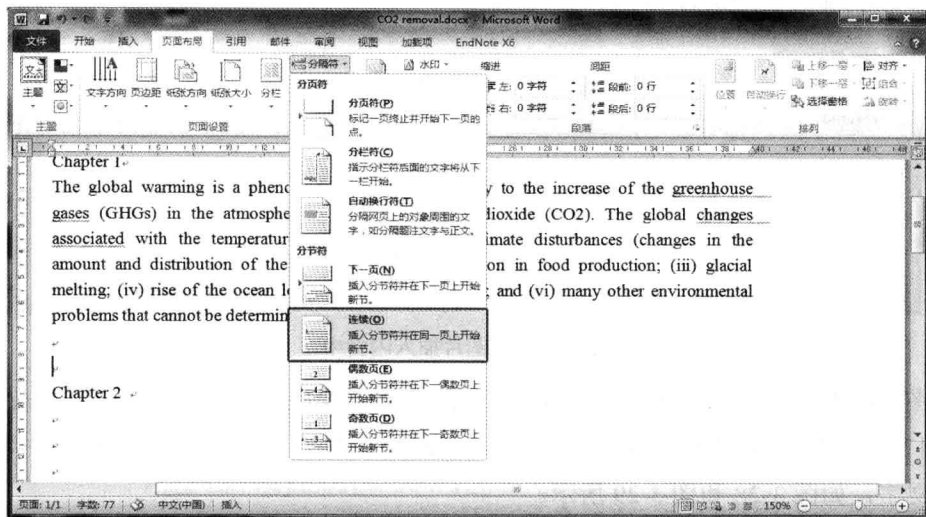 CO2 removal.docx - Microsoft Word
文件 开始 插入 页面布局 引用 邮件 审阅 视图 加载项 EndNote X6
主题 文字方向 页边距 纸张方向 纸张大小 分栏 分隔符 水印 缩进 间距 位置 自动换行 上移一层 对齐
左: 0 字符 段前: 0 行 下移一层 组合
右: 0 字符 段后: 0 行 选择窗格 旋转
主题 页面设置 段落 排列
分页符
分页符(P)
标记一页终止并开始下一页的
点。
分栏符(C)
指示分栏符后面的文字将从下
一栏开始。
自动换行符(T)
分隔网页上的对象周围的文
字,如分隔题注文字与正文。
分节符
下一页(N)
插入分节符并在下一页上开始
新节。
连续(O)
插入分节符并在同一页上开始
新节。
偶数页(E)
插入分节符并在下一偶数页上
开始新节。
奇数页(D)
插入分节符并在下一奇数页上
开始新节。
Chapter 1
The global warming is a pheno y to the increase of the greenhouse
gases (GHGs) in the atmosphe dioxide (CO2). The global changes
associated with the temperatur imate disturbances (changes in the
amount and distribution of the on in food production; (iii) glacial
melting; (iv) rise of the ocean l ; and (vi) many other environmental
problems that cannot be determin
Chapter 2
页面: 1/1 字数: 77 中文(中国) 插入 150%